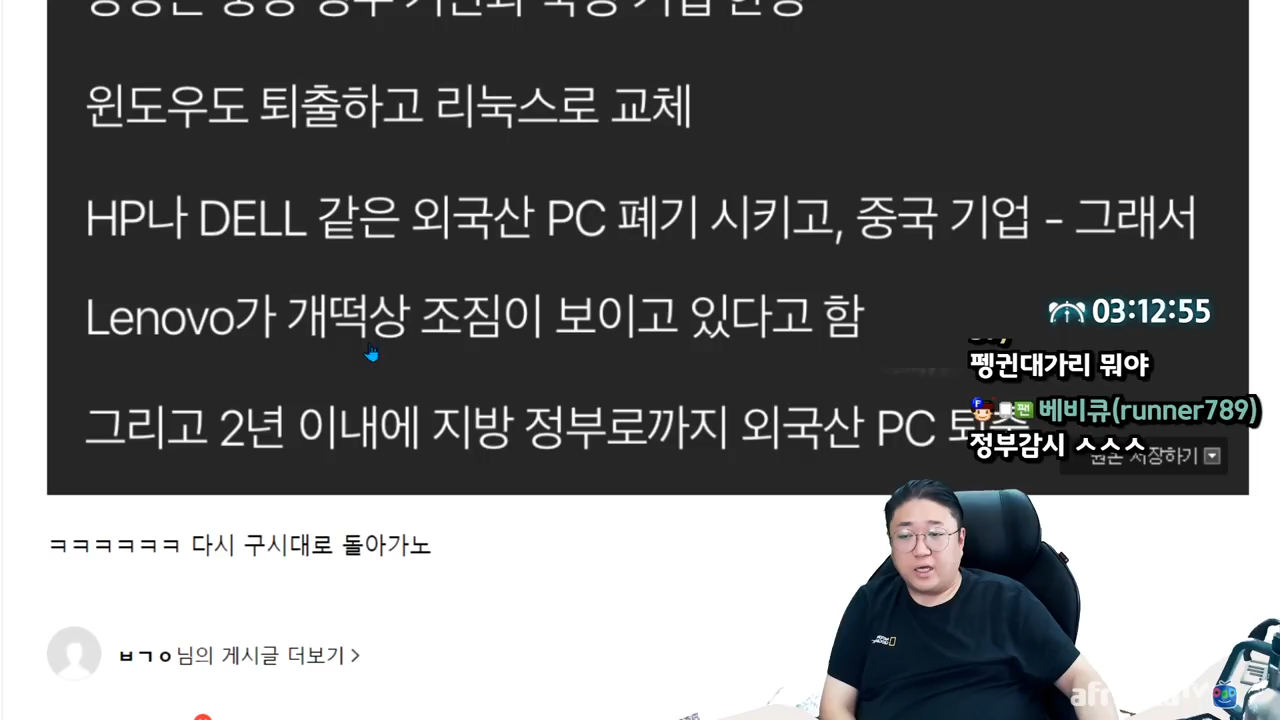 윈도우도 퇴출하고 리눅스로 교체
HP나 DELL 같은 외국산 PC 폐기 시키고, 중국 기업 - 그래서
Lenovo가 개떡상 조짐이 보이고 있다고 함
03:12:55
펭귄대가리 뭐야
베비큐(runner789)
그리고 2년 이내에 지방 정부로까지 외국산 PC 퇴출
정부감시 ㅅㅅㅅ
원본 저장하기
ㅋㅋㅋㅋㅋㅋ 다시 구시대로 돌아가노
ㅂㄱㅇ님의 게시글 더보기 >